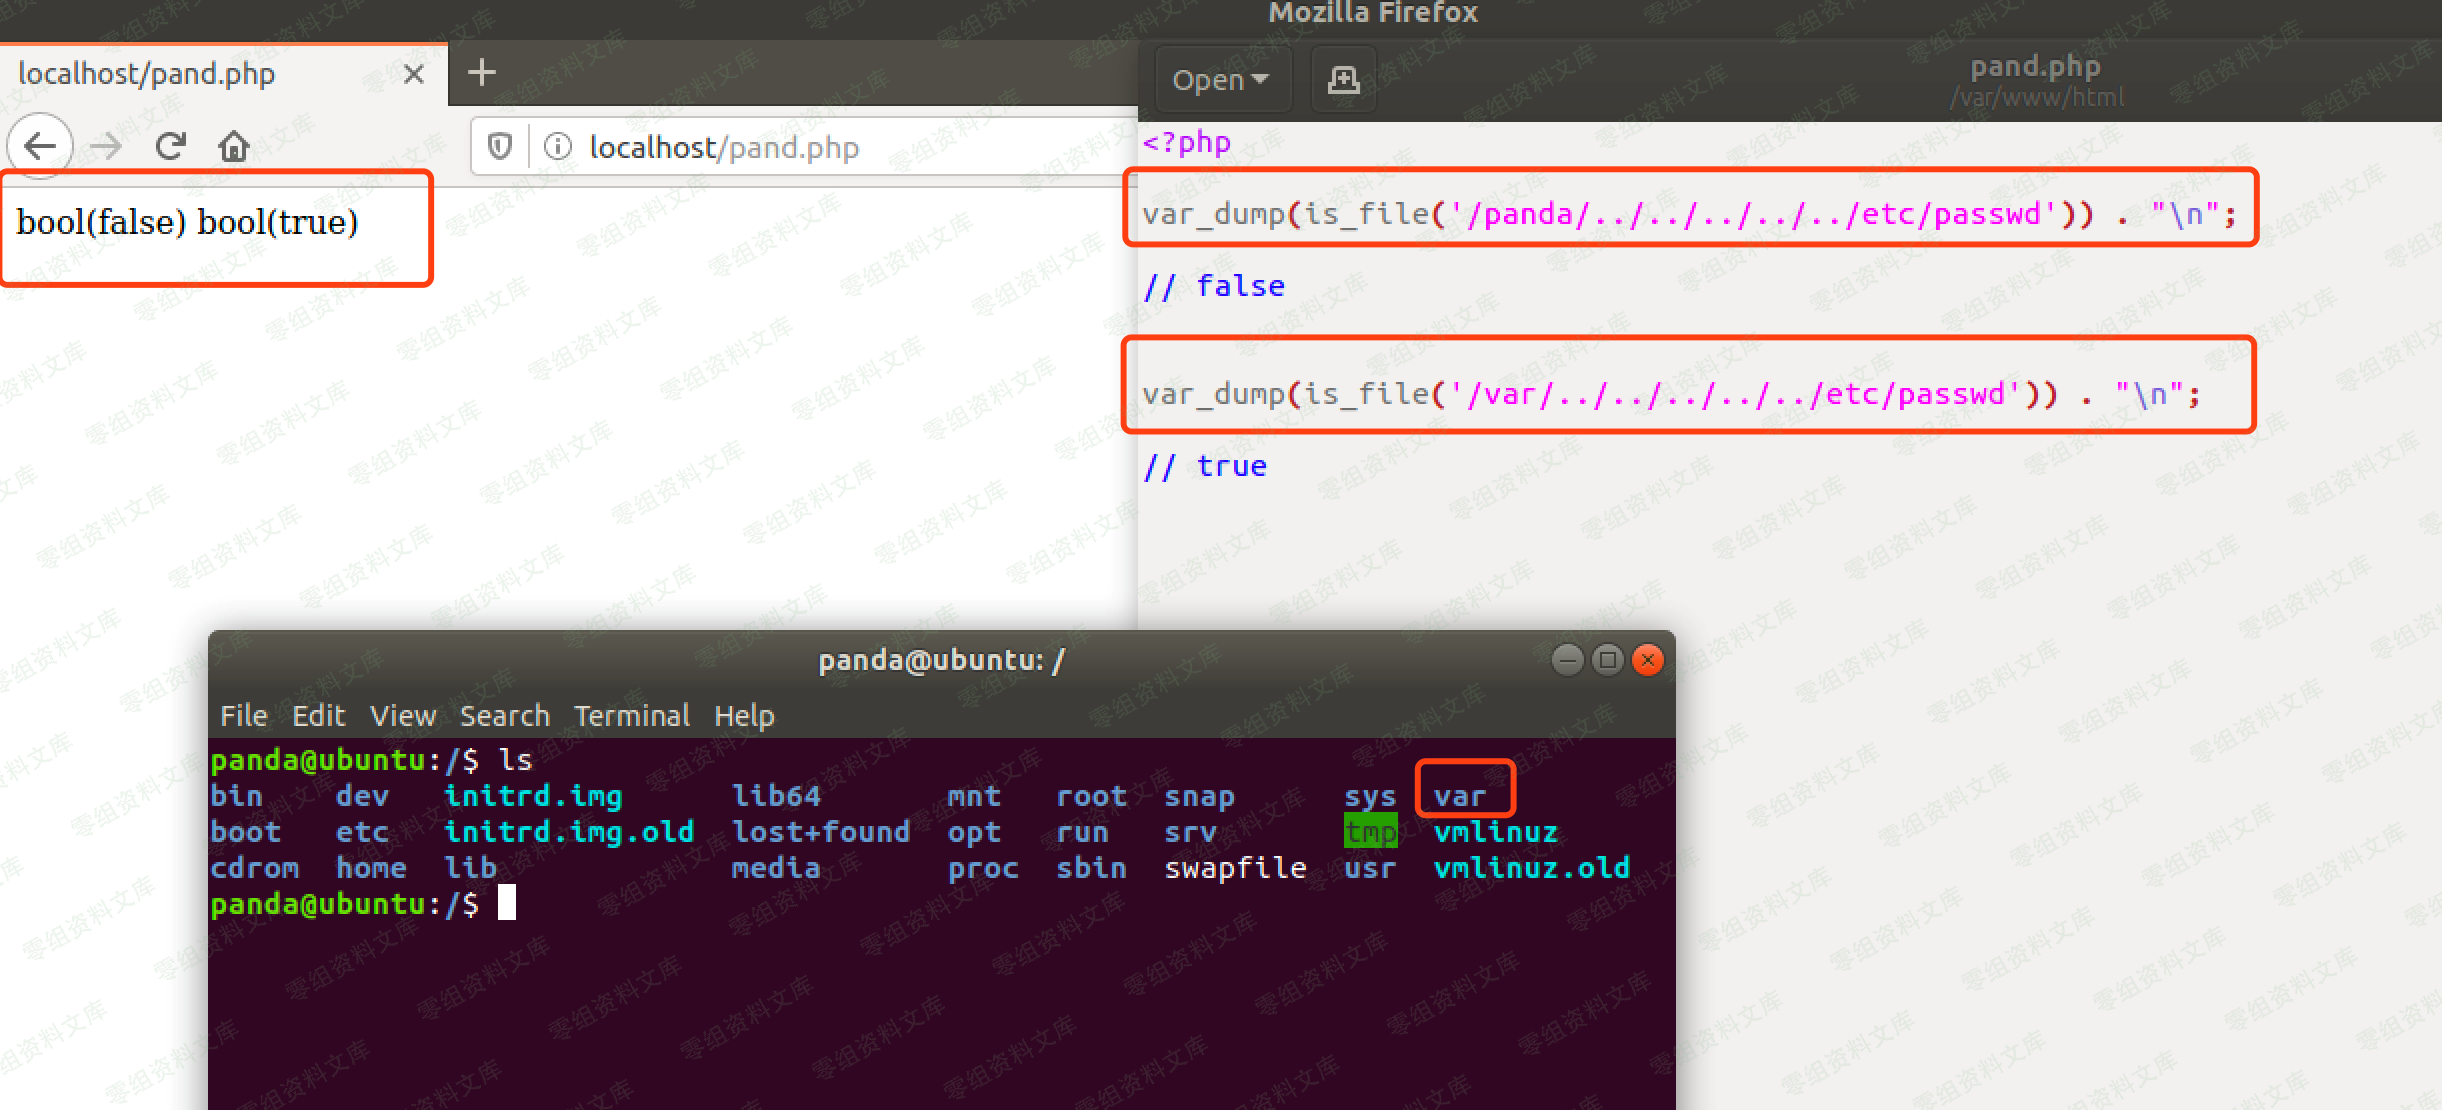 Mozilla Firefox
localhost/pand.php
localhost/pand.php
bool(false) bool(true)
Open
pand.php
/var/www/html
<?php
var_dump(is_file('/panda/../../../../../etc/passwd')) . "\n";
// false
var_dump(is_file('/var/../../../../../etc/passwd')) . "\n";
// true
panda@ubuntu: /
File Edit View Search Terminal Help
panda@ubuntu:/$ ls
bin dev initrd.img lib64 mnt root snap sys var
boot etc initrd.img.old lost+found opt run srv tmp vmlinuz
cdrom home lib media proc sbin swapfile usr vmlinuz.old
panda@ubuntu:/$
零组资料文库